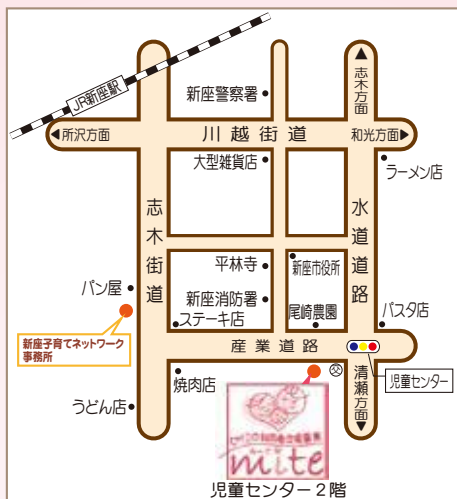 JR新座駅
新座警察署
▲志木方面
◀所沢方面
川越街道
和光方面▶
大型雑貨店
ラーメン店
志木街道
水道道路
平林寺
新座市役所
パン屋
新座消防署
ステーキ店
尾崎農園
パスタ店
新座子育てネットワーク
事務所
産業道路
児童センター
清瀬方面▼
焼肉店
うどん店
mite
児童センター2階